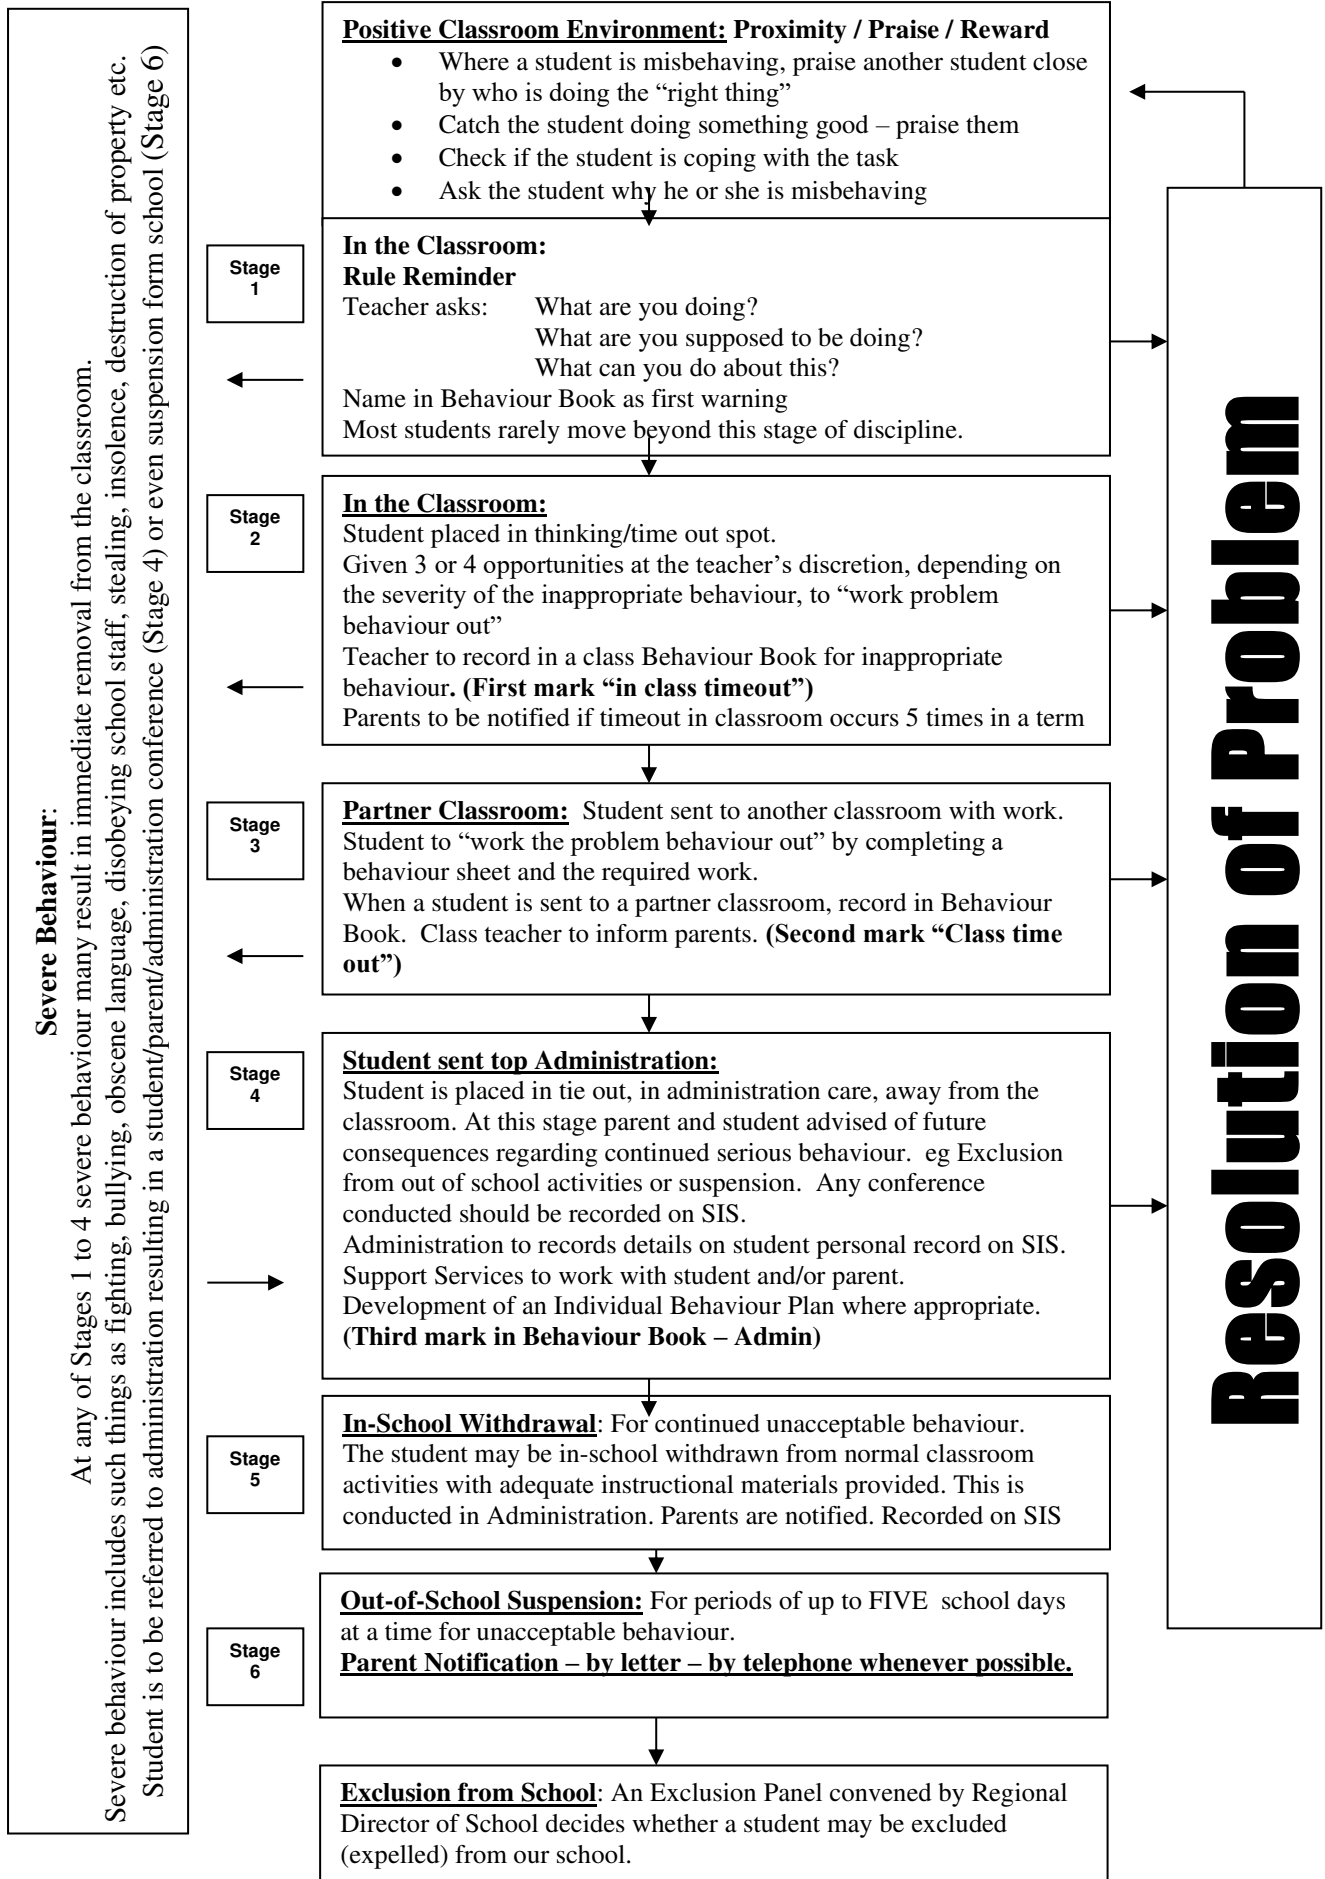 Severe Behaviour:
At any of Stages 1 to 4 severe behaviour many result in immediate removal from the classroom.
Severe behaviour includes such things as fighting, bullying, obscene language, disobeying school staff, stealing, insolence, destruction of property etc.
Student is to be referred to administration resulting in a student/parent/administration conference (Stage 4) or even suspension form school (Stage 6)
Positive Classroom Environment: Proximity / Praise / Reward
• Where a student is misbehaving, praise another student close
by who is doing the “right thing”
• Catch the student doing something good – praise them
• Check if the student is coping with the task
• Ask the student why he or she is misbehaving
Stage
1
In the Classroom:
Rule Reminder
Teacher asks: What are you doing?
What are you supposed to be doing?
What can you do about this?
Name in Behaviour Book as first warning
Most students rarely move beyond this stage of discipline.
Stage
2
In the Classroom:
Student placed in thinking/time out spot.
Given 3 or 4 opportunities at the teacher’s discretion, depending on
the severity of the inappropriate behaviour, to “work problem
behaviour out”
Teacher to record in a class Behaviour Book for inappropriate
behaviour. (First mark “in class timeout”)
Parents to be notified if timeout in classroom occurs 5 times in a term
Stage
3
Partner Classroom: Student sent to another classroom with work.
Student to “work the problem behaviour out” by completing a
behaviour sheet and the required work.
When a student is sent to a partner classroom, record in Behaviour
Book. Class teacher to inform parents. (Second mark “Class time
out”)
Stage
4
Student sent top Administration:
Student is placed in tie out, in administration care, away from the
classroom. At this stage parent and student advised of future
consequences regarding continued serious behaviour. eg Exclusion
from out of school activities or suspension. Any conference
conducted should be recorded on SIS.
Administration to records details on student personal record on SIS.
Support Services to work with student and/or parent.
Development of an Individual Behaviour Plan where appropriate.
(Third mark in Behaviour Book – Admin)
Stage
5
In-School Withdrawal: For continued unacceptable behaviour.
The student may be in-school withdrawn from normal classroom
activities with adequate instructional materials provided. This is
conducted in Administration. Parents are notified. Recorded on SIS
Stage
6
Out-of-School Suspension: For periods of up to FIVE school days
at a time for unacceptable behaviour.
Parent Notification – by letter – by telephone whenever possible.
Exclusion from School: An Exclusion Panel convened by Regional
Director of School decides whether a student may be excluded
(expelled) from our school.
Resolution of Problem